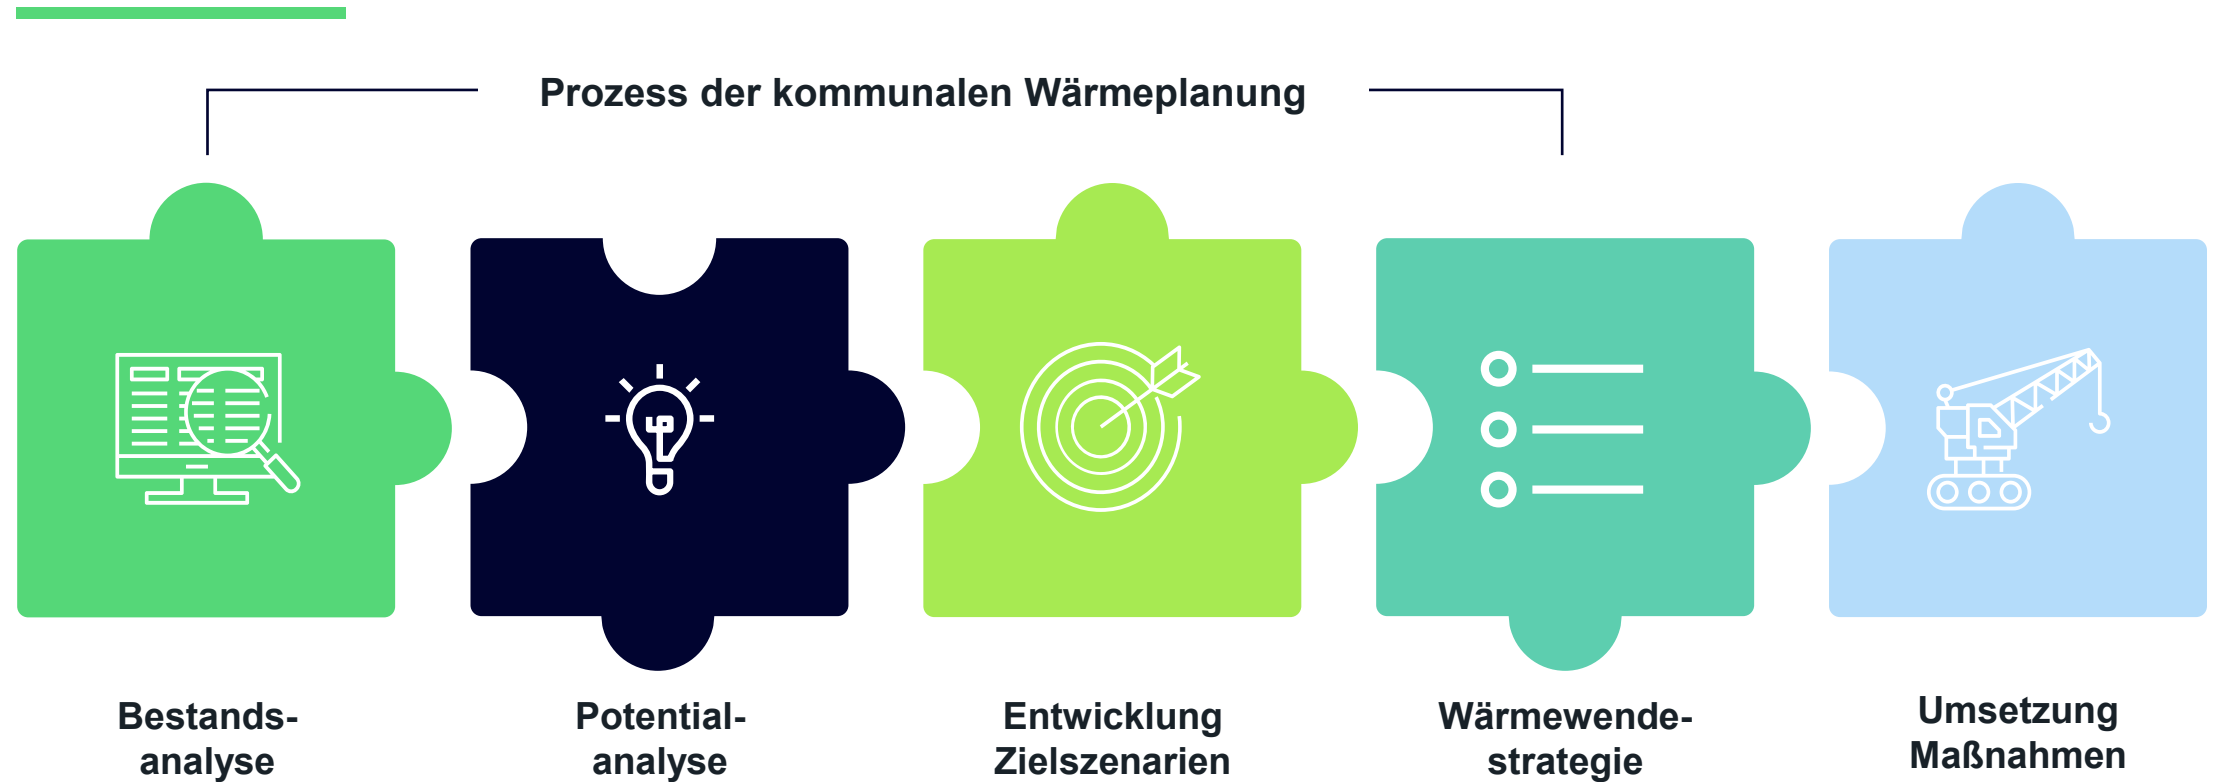 Prozess der kommunalen Wärmeplanung
Bestands-
analyse
Potential-
analyse
Entwicklung
Zielszenarien
Wärmewende-
strategie
Umsetzung
Maßnahmen